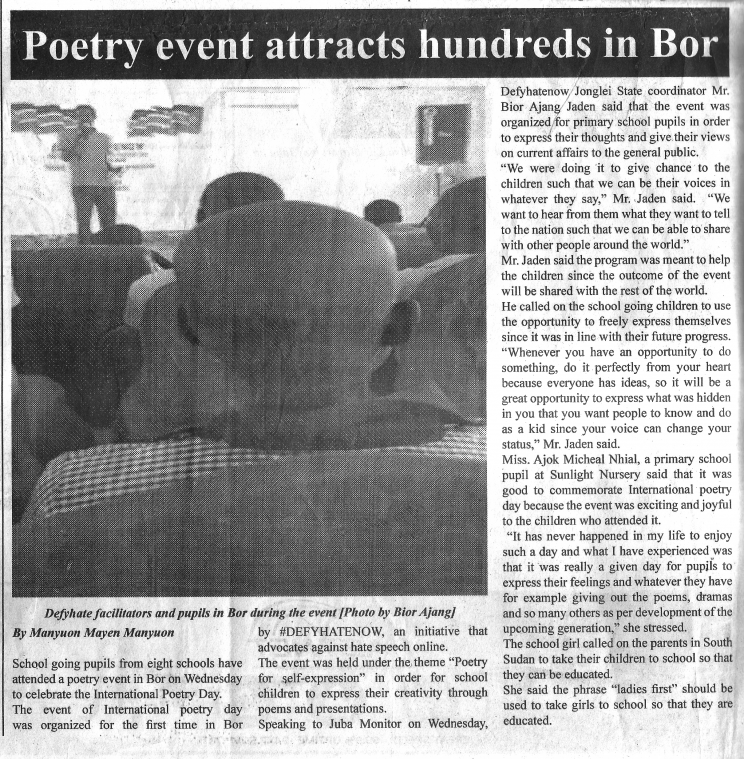 Poetry event attracts hundreds in Bor
Defyhate facilitators and pupils in Bor during the event [Photo by Bior Ajang]
By Manyuon Mayen Manyuon
School going pupils from eight schools have
attended a poetry event in Bor on Wednesday
to celebrate the International Poetry Day.
The event of International poetry day
was organized for the first time in Bor
by #DEFYHATENOW, an initiative that
advocates against hate speech online.
The event was held under the theme “Poetry
for self-expression” in order for school
children to express their creativity through
poems and presentations.
Speaking to Juba Monitor on Wednesday,
Defyhatenow Jonglei State coordinator Mr.
Bior Ajang Jaden said that the event was
organized for primary school pupils in order
to express their thoughts and give their views
on current affairs to the general public.
“We were doing it to give chance to the
children such that we can be their voices in
whatever they say,” Mr. Jaden said. “We
want to hear from them what they want to tell
to the nation such that we can be able to share
with other people around the world.”
Mr. Jaden said the program was meant to help
the children since the outcome of the event
will be shared with the rest of the world.
He called on the school going children to use
the opportunity to freely express themselves
since it was in line with their future progress.
“Whenever you have an opportunity to do
something, do it perfectly from your heart
because everyone has ideas, so it will be a
great opportunity to express what was hidden
in you that you want people to know and do
as a kid since your voice can change your
status,” Mr. Jaden said.
Miss. Ajok Micheal Nhial, a primary school
pupil at Sunlight Nursery said that it was
good to commemorate International poetry
day because the event was exciting and joyful
to the children who attended it.
“It has never happened in my life to enjoy
such a day and what I have experienced was
that it was really a given day for pupils to
express their feelings and whatever they have
for example giving out the poems, dramas
and so many others as per development of the
upcoming generation,” she stressed.
The school girl called on the parents in South
Sudan to take their children to school so that
they can be educated.
She said the phrase “ladies first” should be
used to take girls to school so that they are
educated.